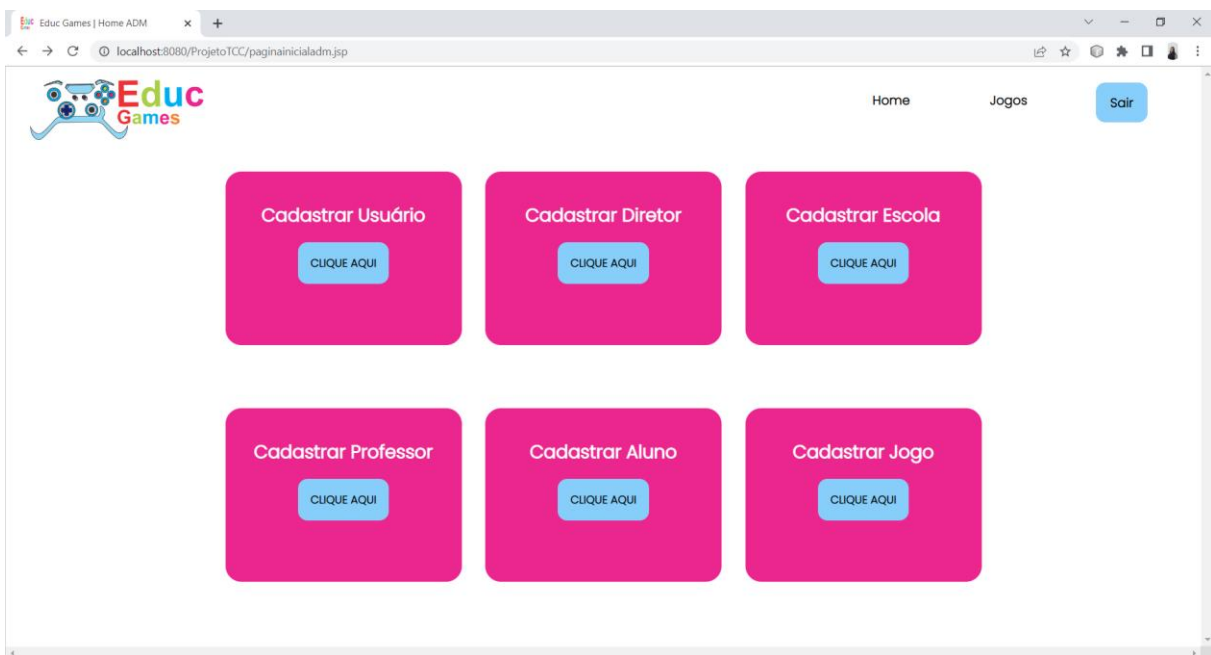 Educ Games
Educ Games | Home ADM
localhost:8080/ProjetoTCC/paginainicialadm.jsp
Educ
Games
Home
Jogos
Sair
Cadastrar Usuário
CLIQUE AQUI
Cadastrar Diretor
CLIQUE AQUI
Cadastrar Escola
CLIQUE AQUI
Cadastrar Professor
CLIQUE AQUI
Cadastrar Aluno
CLIQUE AQUI
Cadastrar Jogo
CLIQUE AQUI